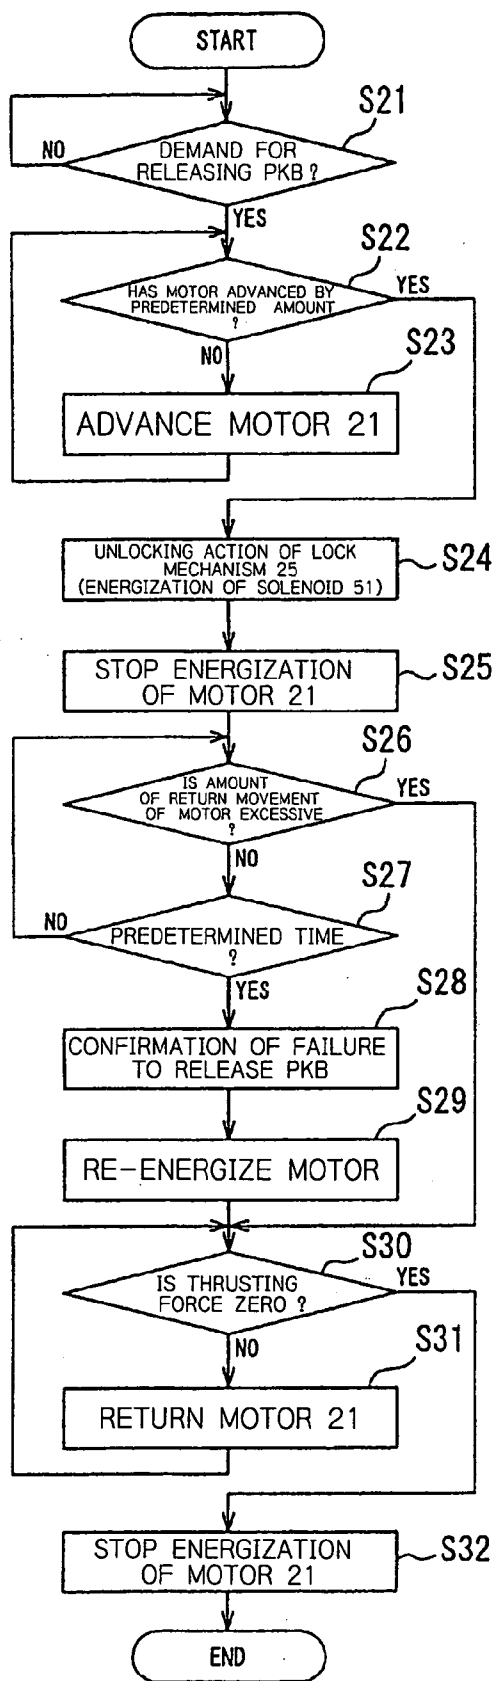 START
S21
DEMAND FOR
RELEASING PKB?
NO
YES
S22
HAS MOTOR ADVANCED BY
PREDETERMINED AMOUNT
?
YES
NO
S23
ADVANCE MOTOR 21
UNLOCKING ACTION OF LOCK
MECHANISM 25
(ENERGIZATION OF SOLENOID 51)
S24
STOP ENERGIZATION
OF MOTOR 21
S25
S26
IS AMOUNT
OF RETURN MOVEMENT
OF MOTOR EXCESSIVE
?
YES
NO
S27
PREDETERMINED TIME
?
NO
YES
S28
CONFIRMATION OF FAILURE
TO RELEASE PKB
S29
RE-ENERGIZE MOTOR
S30
IS THRUSTING
FORCE ZERO ?
YES
NO
S31
RETURN MOTOR 21
STOP ENERGIZATION
OF MOTOR 21
S32
END